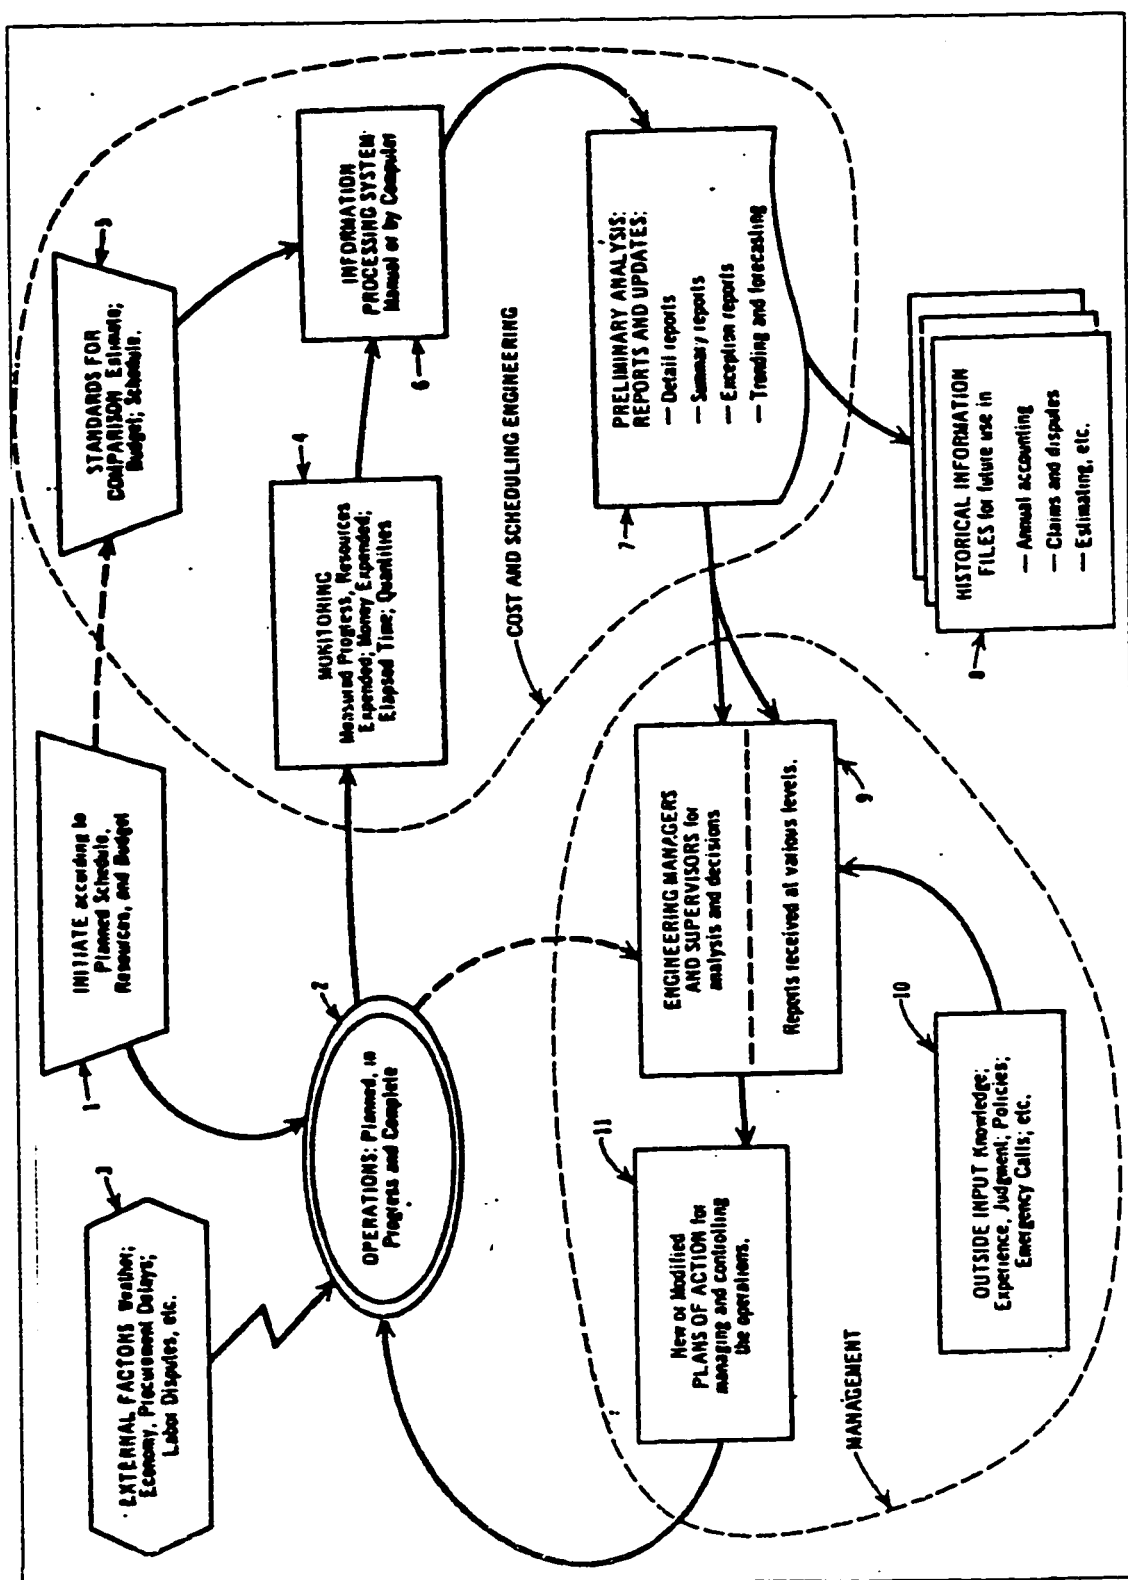 EXTERNAL FACTORS Weather;
Economy, Procurement Delays;
Labor Disputes, etc.
3
INITIATE according to
Planned Schedule,
Resources, and Budget
1
STANDARDS FOR
COMPARISON Estimate;
Budget; Schedule.
5
OPERATIONS: Planned, in
Progress and Complete
2
MONITORING
Measured Progress, Resources
Expended; Money Expended;
Elapsed Time; Quantities
4
INFORMATION
PROCESSING SYSTEM:
Manual or by Computer
6
COST AND SCHEDULING ENGINEERING
New or Modified
PLANS OF ACTION for
managing and controlling
the operations.
11
ENGINEERING MANAGERS
AND SUPERVISORS for
analysis and decisions
Reports received at various levels.
9
PRELIMINARY ANALYSIS:
REPORTS AND UPDATES:
— Detail reports
— Summary reports
— Exception reports
— Trending and forecasting
7
MANAGEMENT
OUTSIDE INPUT Knowledge;
Experience, Judgment; Policies;
Emergency Calls; etc.
10
HISTORICAL INFORMATION
FILES for future use in
— Annual accounting
— Claims and disputes
— Estimating, etc.
8